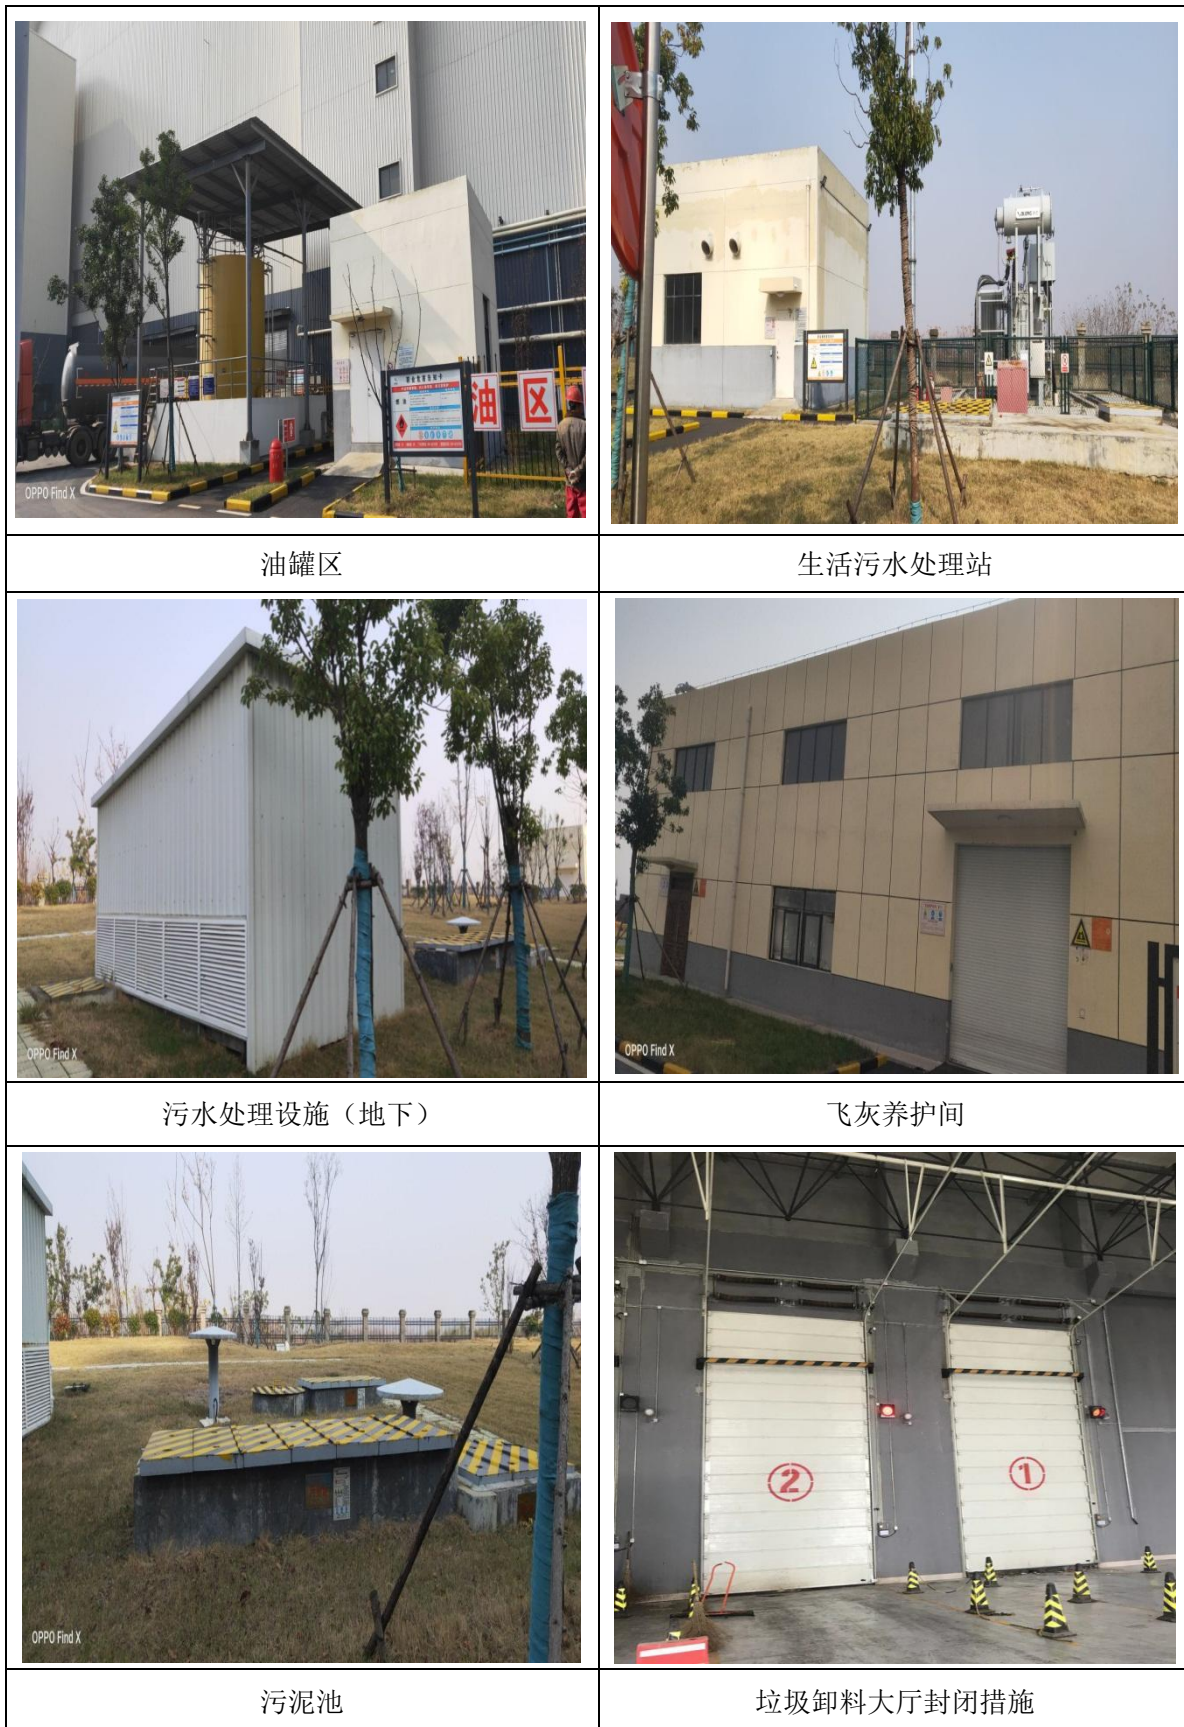 油
区
OPPO Find X
油罐区
生活污水处理站
OPPO Find X
OPPO Find X
污水处理设施（地下）
飞灰养护间
②
①
OPPO Find X
污泥池
垃圾卸料大厅封闭措施